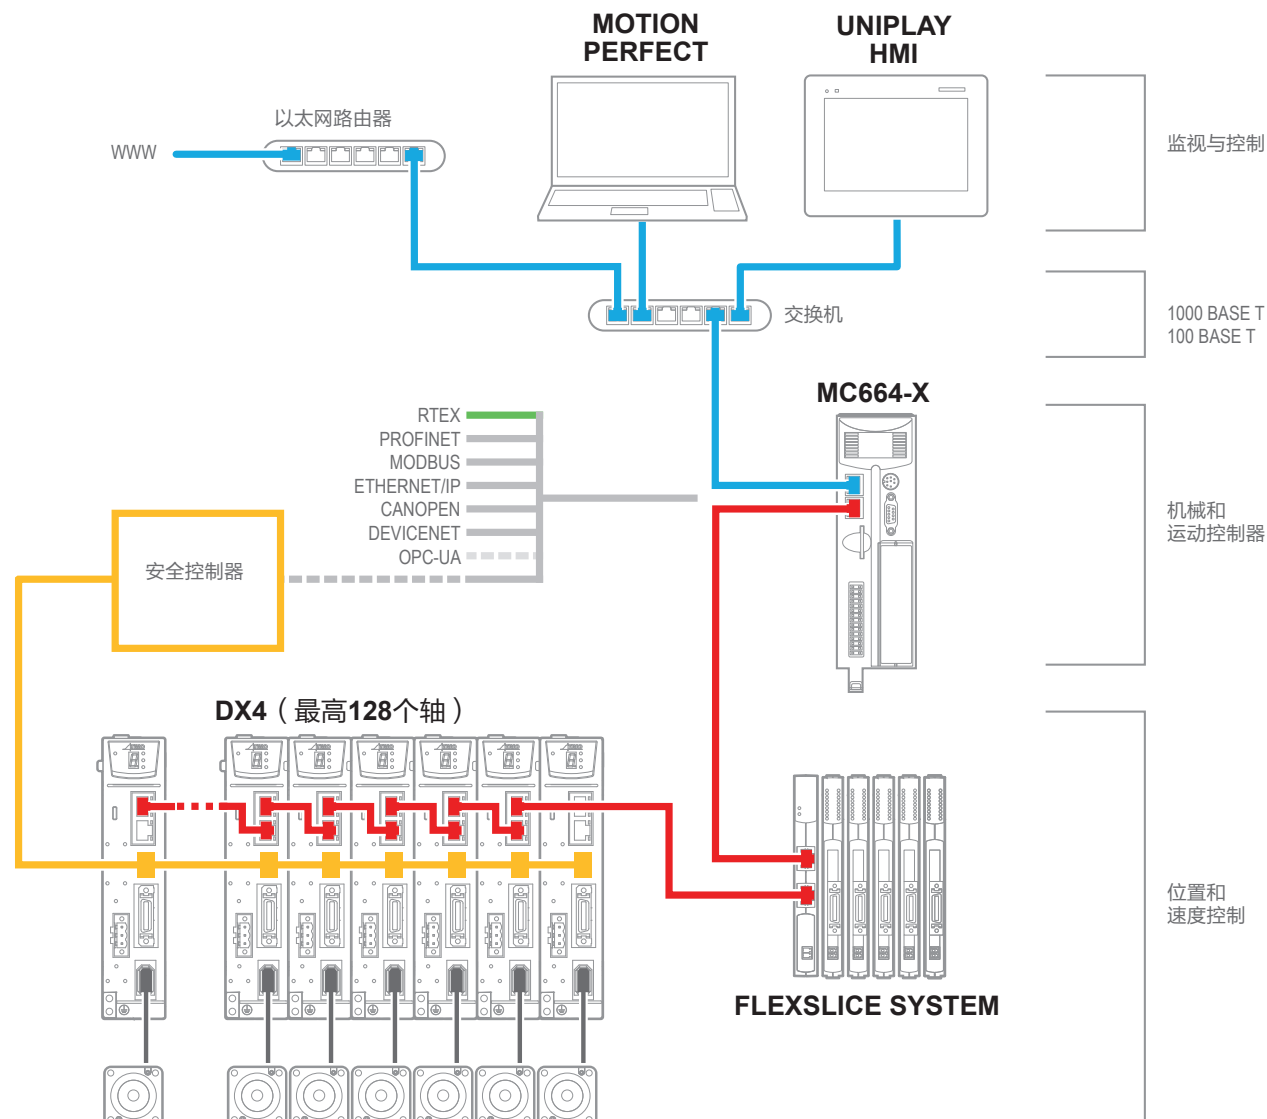 MOTION
PERFECT
UNIPLAY
HMI
以太网路由器
WWW
监视与控制
交换机
1000 BASE T
100 BASE T
MC664-X
RTEX
PROFINET
MODBUS
ETHERNET/IP
CANOPEN
DEVICENET
OPC-UA
机械和
运动控制器
安全控制器
DX4（最高128个轴）
位置和
速度控制
FLEXSLICE SYSTEM